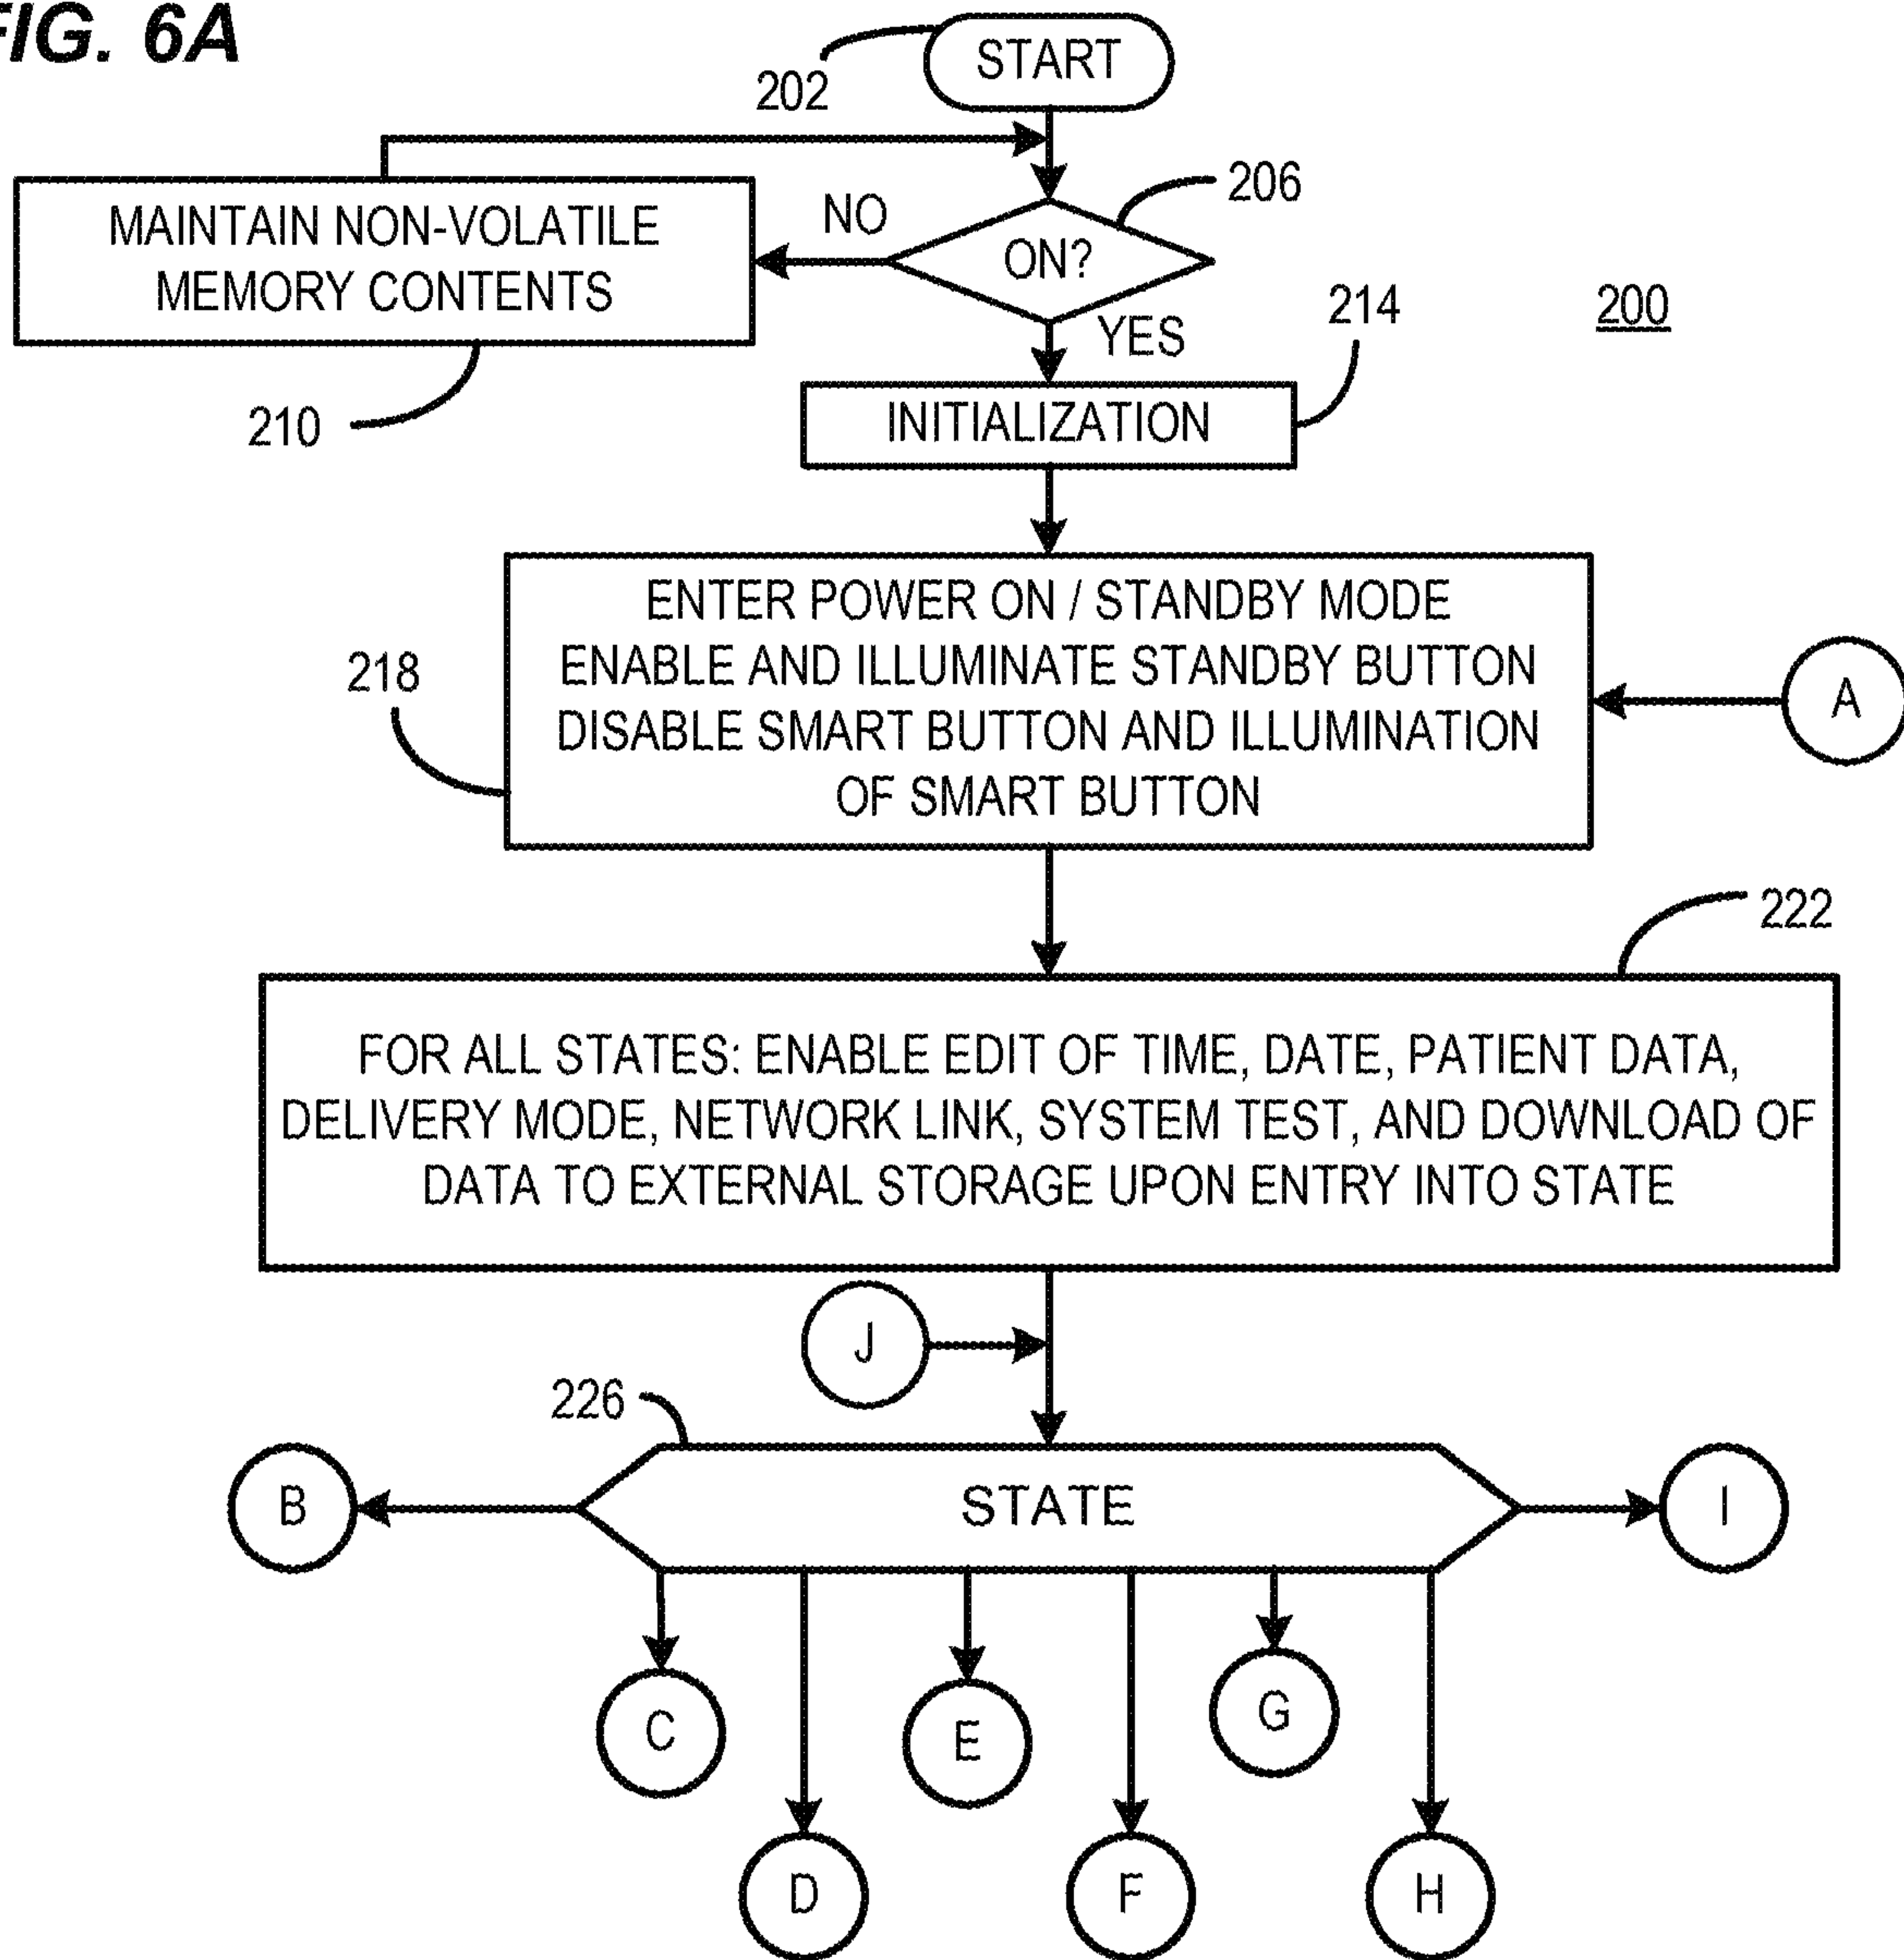 FIG. 6A
START
202
206
NO
ON?
MAINTAIN NON-VOLATILE
MEMORY CONTENTS
210
YES
214
200
INITIALIZATION
ENTER POWER ON / STANDBY MODE
ENABLE AND ILLUMINATE STANDBY BUTTON
DISABLE SMART BUTTON AND ILLUMINATION
OF SMART BUTTON
218
A
222
FOR ALL STATES: ENABLE EDIT OF TIME, DATE, PATIENT DATA,
DELIVERY MODE, NETWORK LINK, SYSTEM TEST, AND DOWNLOAD OF
DATA TO EXTERNAL STORAGE UPON ENTRY INTO STATE
J
226
B
STATE
I
C
E
G
D
F
H